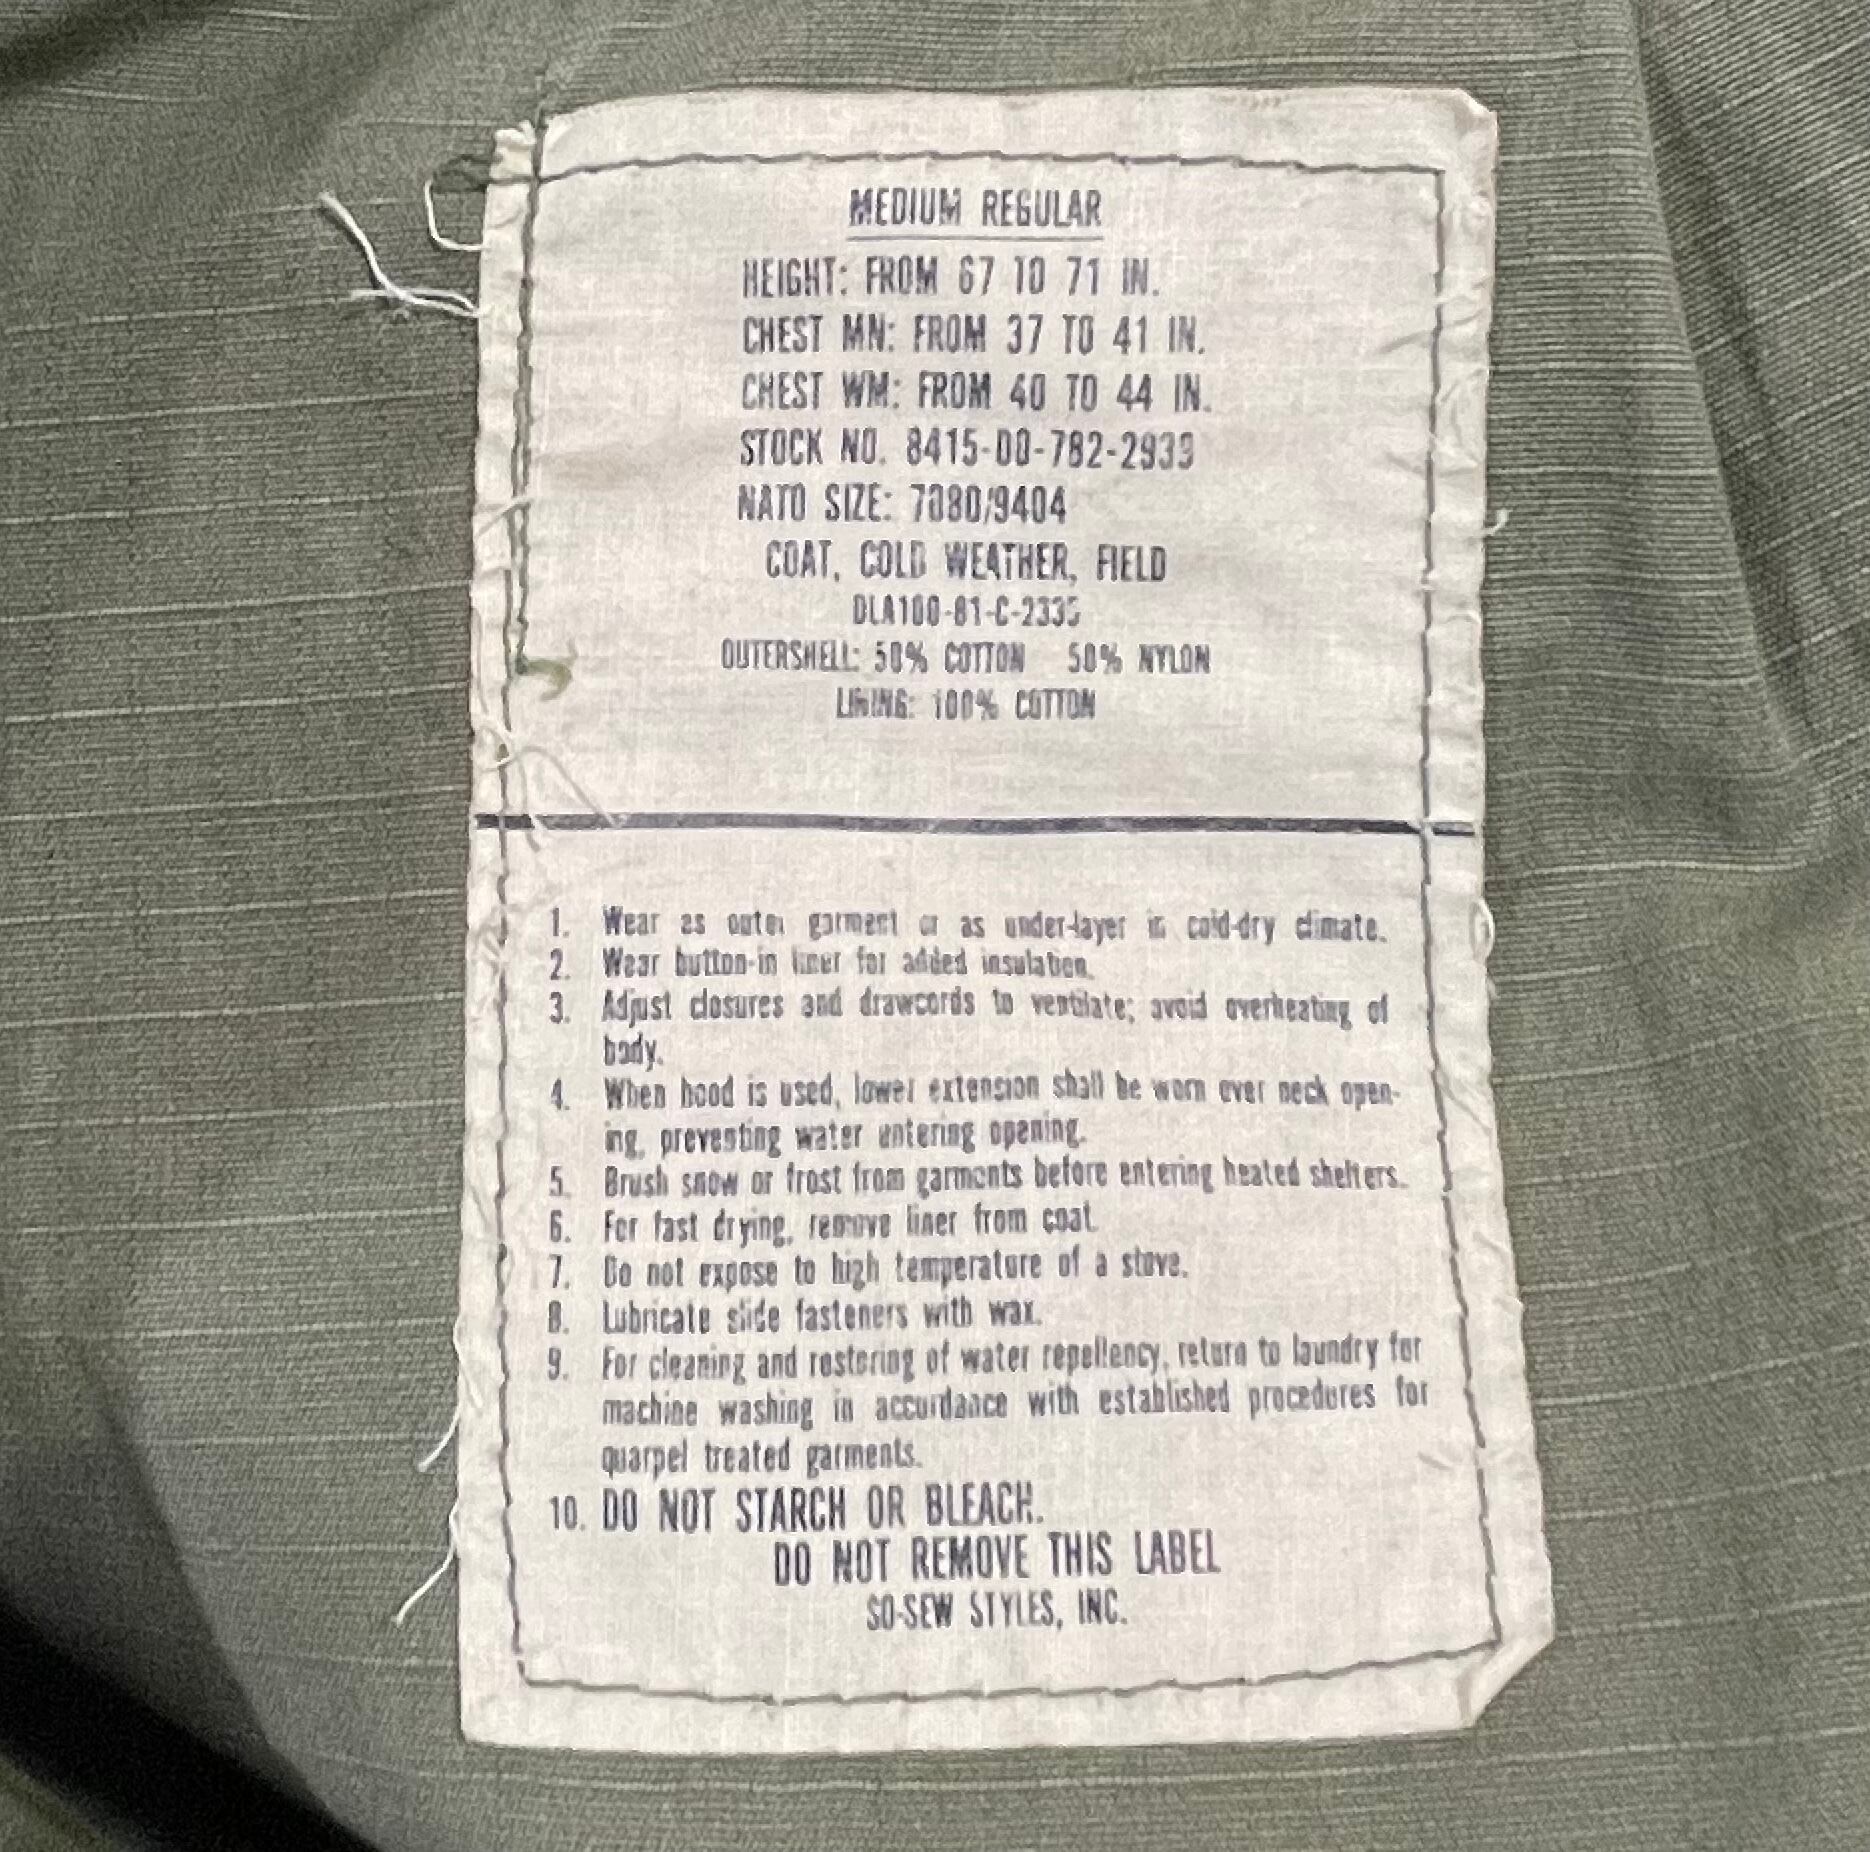 MEDIUM REGULAR
HEIGHT: FROM 67 TO 71 IN.
CHEST MN: FROM 37 TO 41 IN.
CHEST WM: FROM 40 TO 44 IN.
STOCK NO. 8415-00-782-2939
NATO SIZE: 7080/9404
COAT, COLD WEATHER, FIELD
DLA100-81-C-2335
OUTERSHELL: 50% COTTON 50% NYLON
LINING: 100% COTTON
1. Wear as outer garment or as under-layer in cold-dry climate.
2. Wear button-in liner for added insulation.
3. Adjust closures and drawcords to ventilate; avoid overheating of
body.
4. When hood is used, lower extension shall be worn over neck open-
ing, preventing water entering opening.
5. Brush snow or frost from garments before entering heated shelters.
6. For fast drying, remove liner from coat.
7. Do not expose to high temperature of a stove.
8. Lubricate slide fasteners with wax.
9. For cleaning and restoring of water repellency, return to laundry for
machine washing in accordance with established procedures for
quarpel treated garments.
10. DO NOT STARCH OR BLEACH.
DO NOT REMOVE THIS LABEL
SO-SEW STYLES, INC.